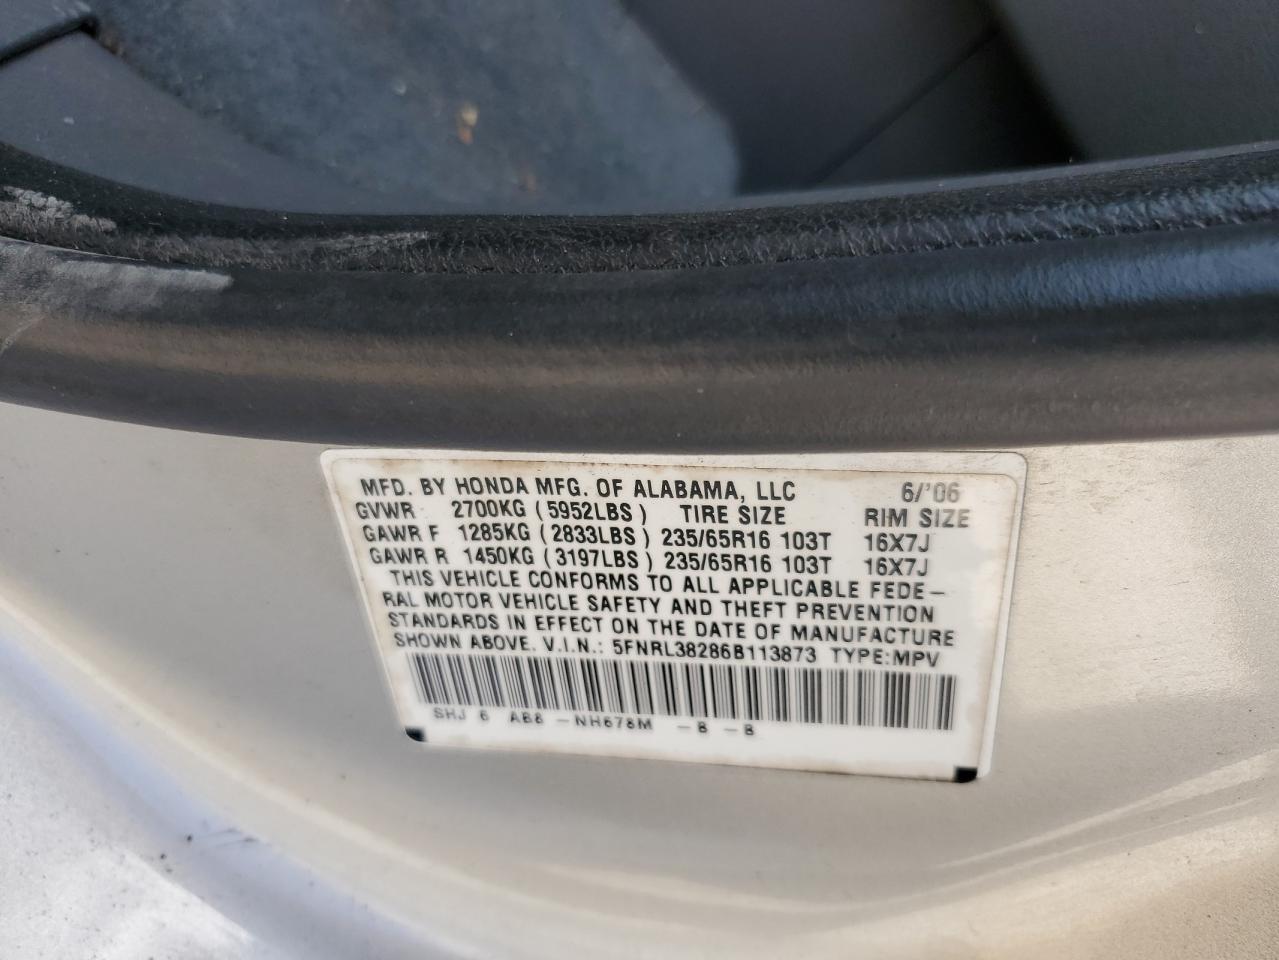 MFD. BY HONDA MFG. OF ALABAMA, LLC 6/'06
GVWR 2700KG (5952LBS) TIRE SIZE RIM SIZE
GAWR F 1285KG (2833LBS) 235/65R16 103T 16X7J
GAWR R 1450KG (3197LBS) 235/65R16 103T 16X7J
THIS VEHICLE CONFORMS TO ALL APPLICABLE FEDE-
RAL MOTOR VEHICLE SAFETY AND THEFT PREVENTION
STANDARDS IN EFFECT ON THE DATE OF MANUFACTURE
SHOWN ABOVE. V.I.N.: 5FNRL38286B113873 TYPE:MPV
SHJ 6 AB8 -NH678M -B -B